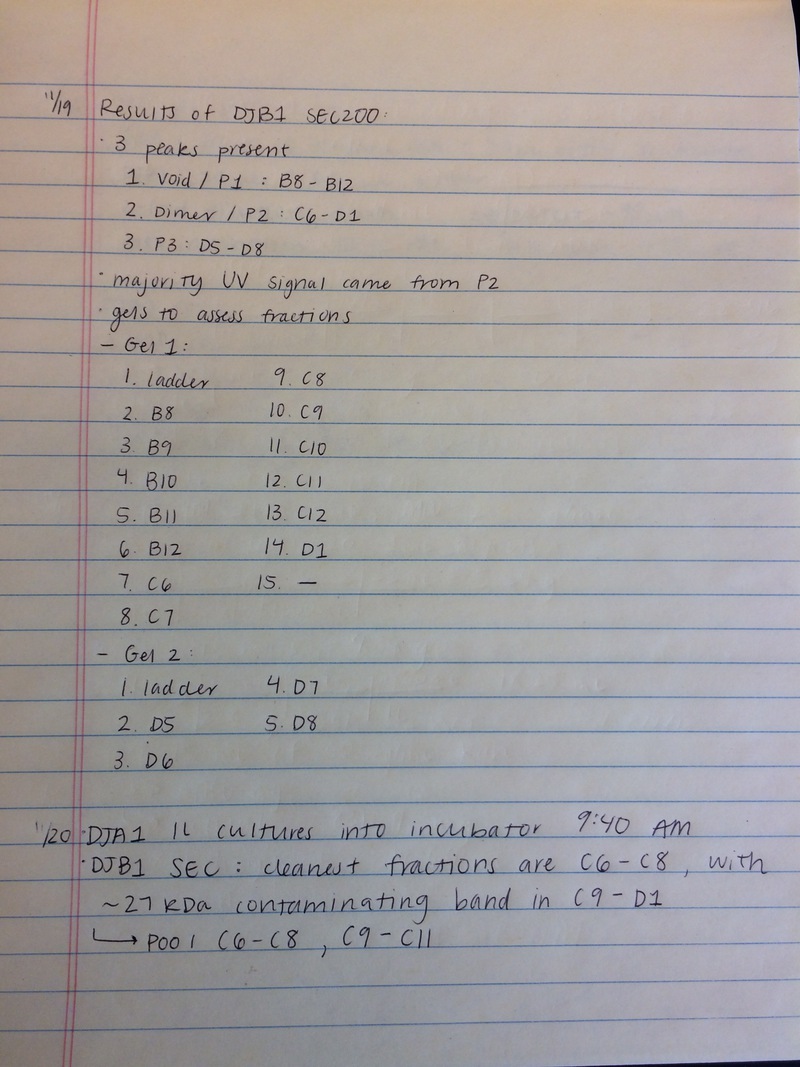 11/19 Results of DJB1 SEC200:
· 3 peaks present
1. Void / P1 : B8 - B12
2. Dimer / P2 : C6 - D1
3. P3 : D5 - D8
· majority UV signal came from P2
· gels to assess fractions
- Gel 1:
1. ladder 9. C8
2. B8 10. C9
3. B9 11. C10
4. B10 12. C11
5. B11 13. C12
6. B12 14. D1
7. C6 15. —
8. C7
- Gel 2 :
1. ladder 4. D7
2. D5 5. D8
3. D6
11/20 · DJA1 1L cultures into incubator 9:40 AM
· DJB1 SEC : cleanest fractions are C6 - C8, with
~27 kDa contaminating band in C9 - D1
↳ Pool C6 - C8 , C9 - C11